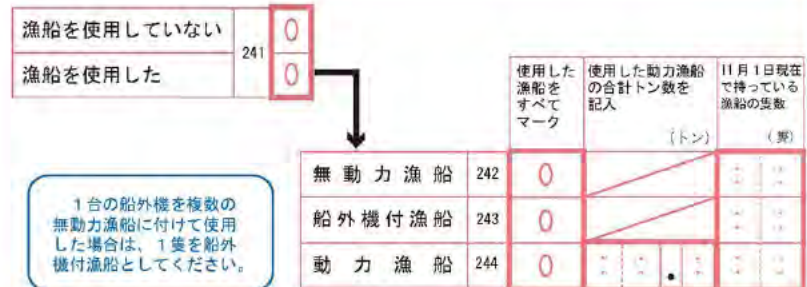 漁船を使用していない
241
漁船を使用した
使用した漁船をすべてマーク
使用した動力漁船の合計トン数を記入
(トン)
11月1日現在で持っている漁船の隻数
(隻)
無動力漁船 242
船外機付漁船 243
動力漁船 244
1台の船外機を複数の
無動力漁船に付けて使用
した場合は、1隻を船外
機付漁船としてください。